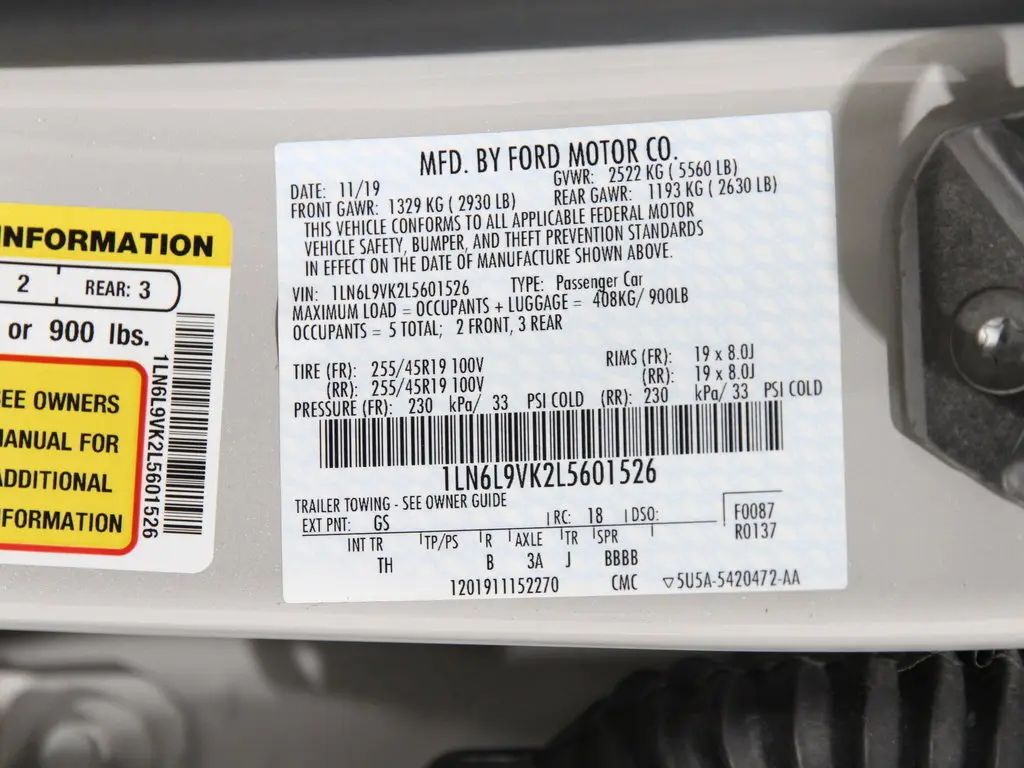 INFORMATION
2 REAR: 3
or 900 lbs.
SEE OWNERS
MANUAL FOR
ADDITIONAL
INFORMATION
1LN6L9VK2L5601526
MFD. BY FORD MOTOR CO.
DATE: 11/19 GVWR: 2522 KG ( 5560 LB)
FRONT GAWR: 1329 KG ( 2930 LB) REAR GAWR: 1193 KG ( 2630 LB)
THIS VEHICLE CONFORMS TO ALL APPLICABLE FEDERAL MOTOR
VEHICLE SAFETY, BUMPER, AND THEFT PREVENTION STANDARDS
IN EFFECT ON THE DATE OF MANUFACTURE SHOWN ABOVE.
VIN: 1LN6L9VK2L5601526 TYPE: Passenger Car
MAXIMUM LOAD = OCCUPANTS + LUGGAGE = 408KG/ 900LB
OCCUPANTS = 5 TOTAL; 2 FRONT, 3 REAR
TIRE (FR): 255/45R19 100V RIMS (FR): 19 x 8.0J
(RR): 255/45R19 100V (RR): 19 x 8.0J
PRESSURE (FR): 230 kPa/ 33 PSI COLD (RR): 230 kPa/ 33 PSI COLD
1LN6L9VK2L5601526
TRAILER TOWING - SEE OWNER GUIDE
EXT PNT: GS RC: 18 DSO: F0087
R0137
INT TR TP/PS R AXLE TR SPR
TH B 3A J BBBB
1201911152270 CMC ▽5U5A-5420472-AA